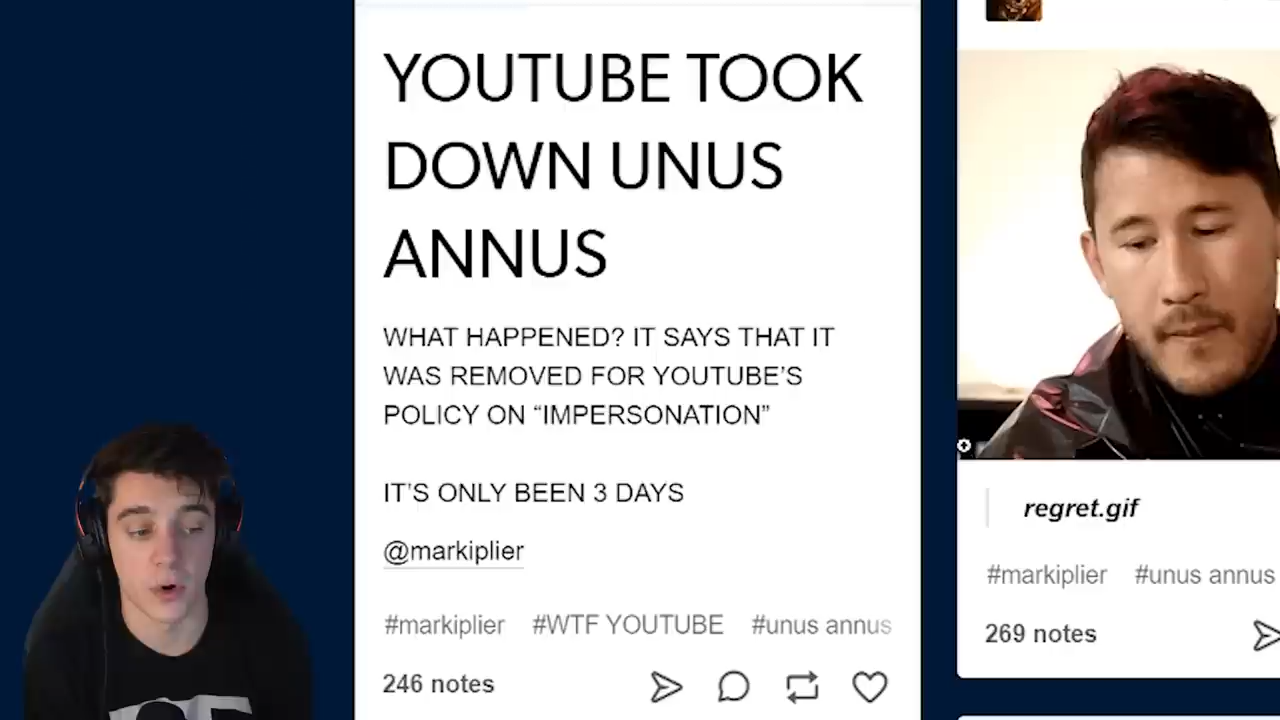 YOUTUBE TOOK
DOWN UNUS
ANNUS
WHAT HAPPENED? IT SAYS THAT IT
WAS REMOVED FOR YOUTUBE’S
POLICY ON “IMPERSONATION”
IT’S ONLY BEEN 3 DAYS
@markiplier
#markiplier #WTF YOUTUBE #unus annus
246 notes
regret.gif
#markiplier #unus annus
269 notes